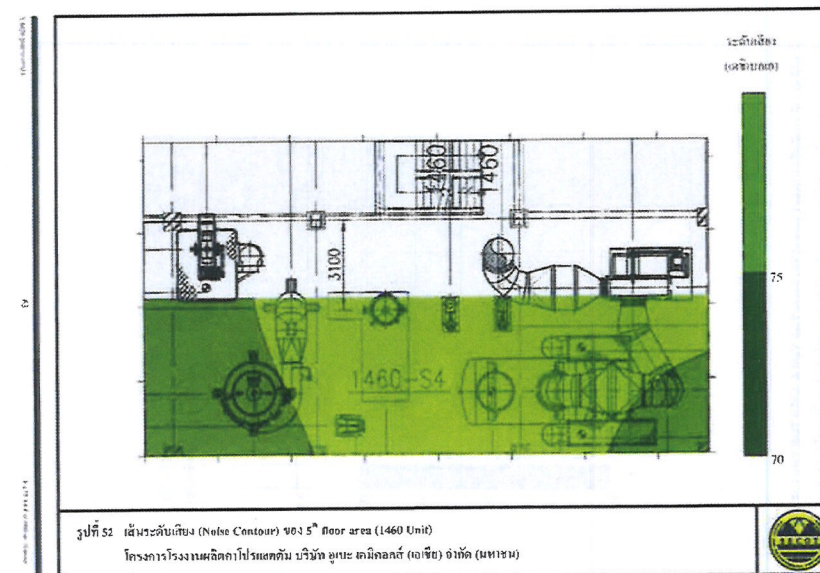 ระดับเสียง
(เดซิเบลเอ)
1460
1460
3100
75
1460-S4
70
63
รูปที่ 52 เส้นระดับเสียง (Noise Contour) ของ 5th floor area (1460 Unit)
โครงการโรงงานผลิตคาโปรแลคตัม บริษัท อูเบะ เคมิคอลส์ (เอเชีย) จำกัด (มหาชน)
SECOT